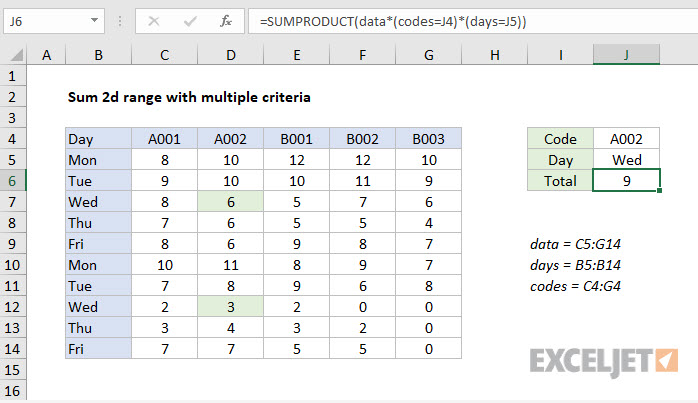 J6 fx =SUMPRODUCT(data*(codes=J4)*(days=J5))
A B C D E F G H I J
1
2 Sum 2d range with multiple criteria
3
4 Day A001 A002 B001 B002 B003 Code A002
5 Mon 8 10 12 12 10 Day Wed
6 Tue 9 10 10 11 9 Total 9
7 Wed 8 6 5 7 6
8 Thu 7 6 5 5 4
9 Fri 8 6 9 8 7 data = C5:G14
10 Mon 10 11 8 9 7 days = B5:B14
11 Tue 7 8 9 6 8 codes = C4:G4
12 Wed 2 3 2 0 0
13 Thu 3 4 3 2 0
14 Fri 7 7 5 5 0
15
16
EXCELJET